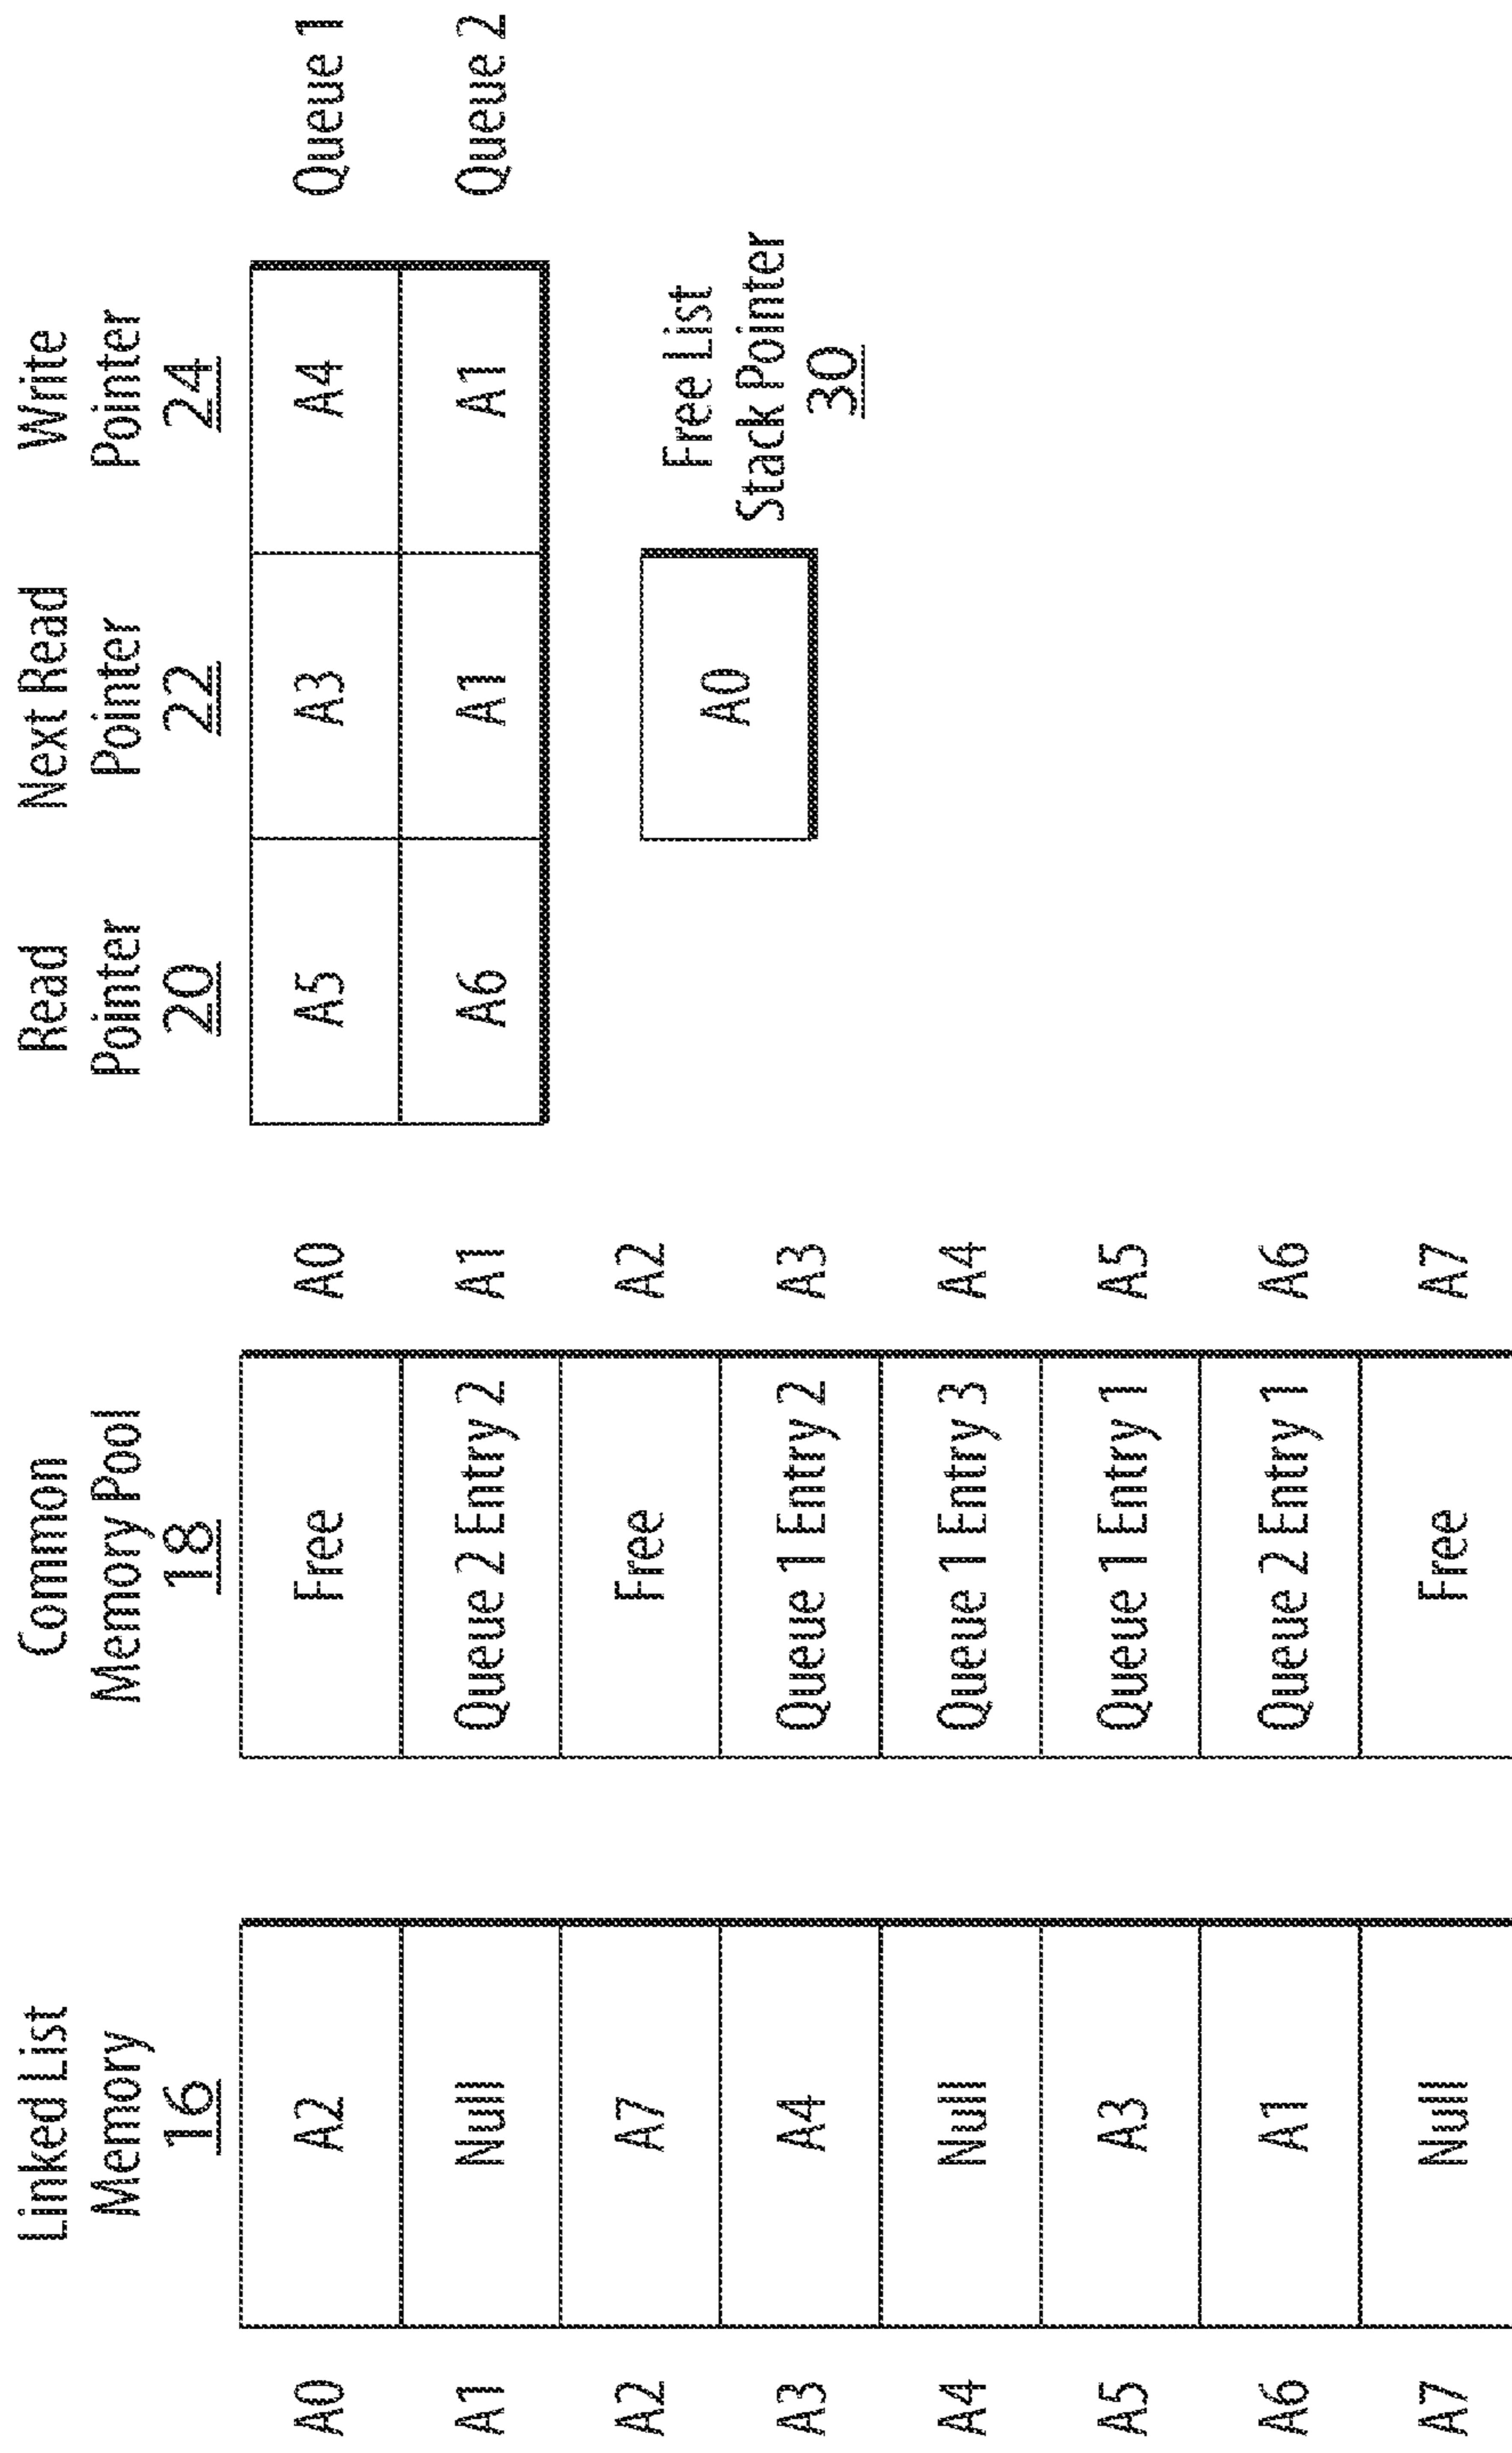 Linked List
Memory
16
A0
A2
A1
Null
A2
A7
A3
A4
A4
Null
A5
A3
A6
A1
A7
Null
Common
Memory Pool
18
Free
A0
Queue 2 Entry 2
A1
Free
A2
Queue 1 Entry 2
A3
Queue 1 Entry 3
A4
Queue 1 Entry 1
A5
Queue 2 Entry 1
A6
Free
A7
Read
Pointer
20
Next Read
Pointer
22
Write
Pointer
24
A5
A3
A4
Queue 1
A6
A1
A1
Queue 2
A0
Free List
Stack Pointer
30